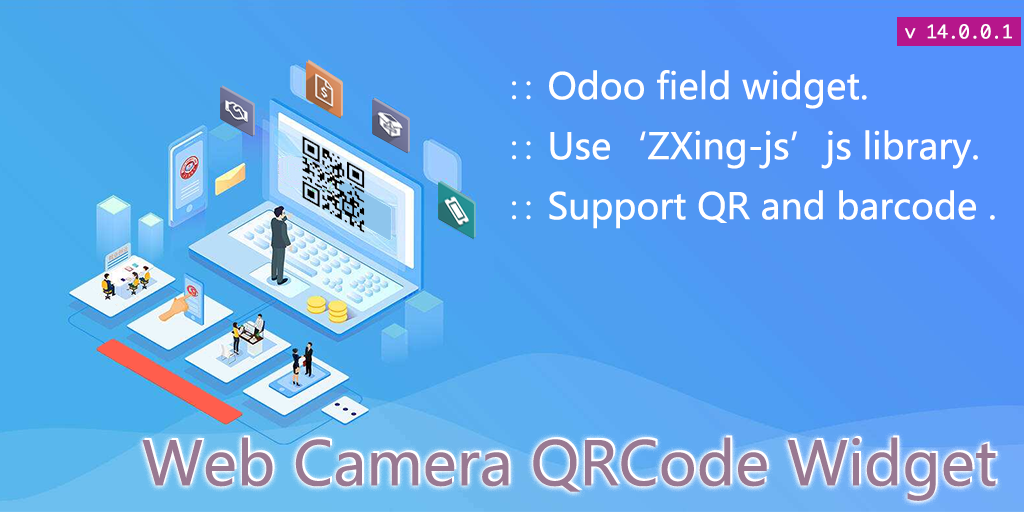 v 14.0.0.1
:: Odoo field widget.
:: Use ‘ZXing-js’ js library.
:: Support QR and barcode .
Web Camera QRCode Widget